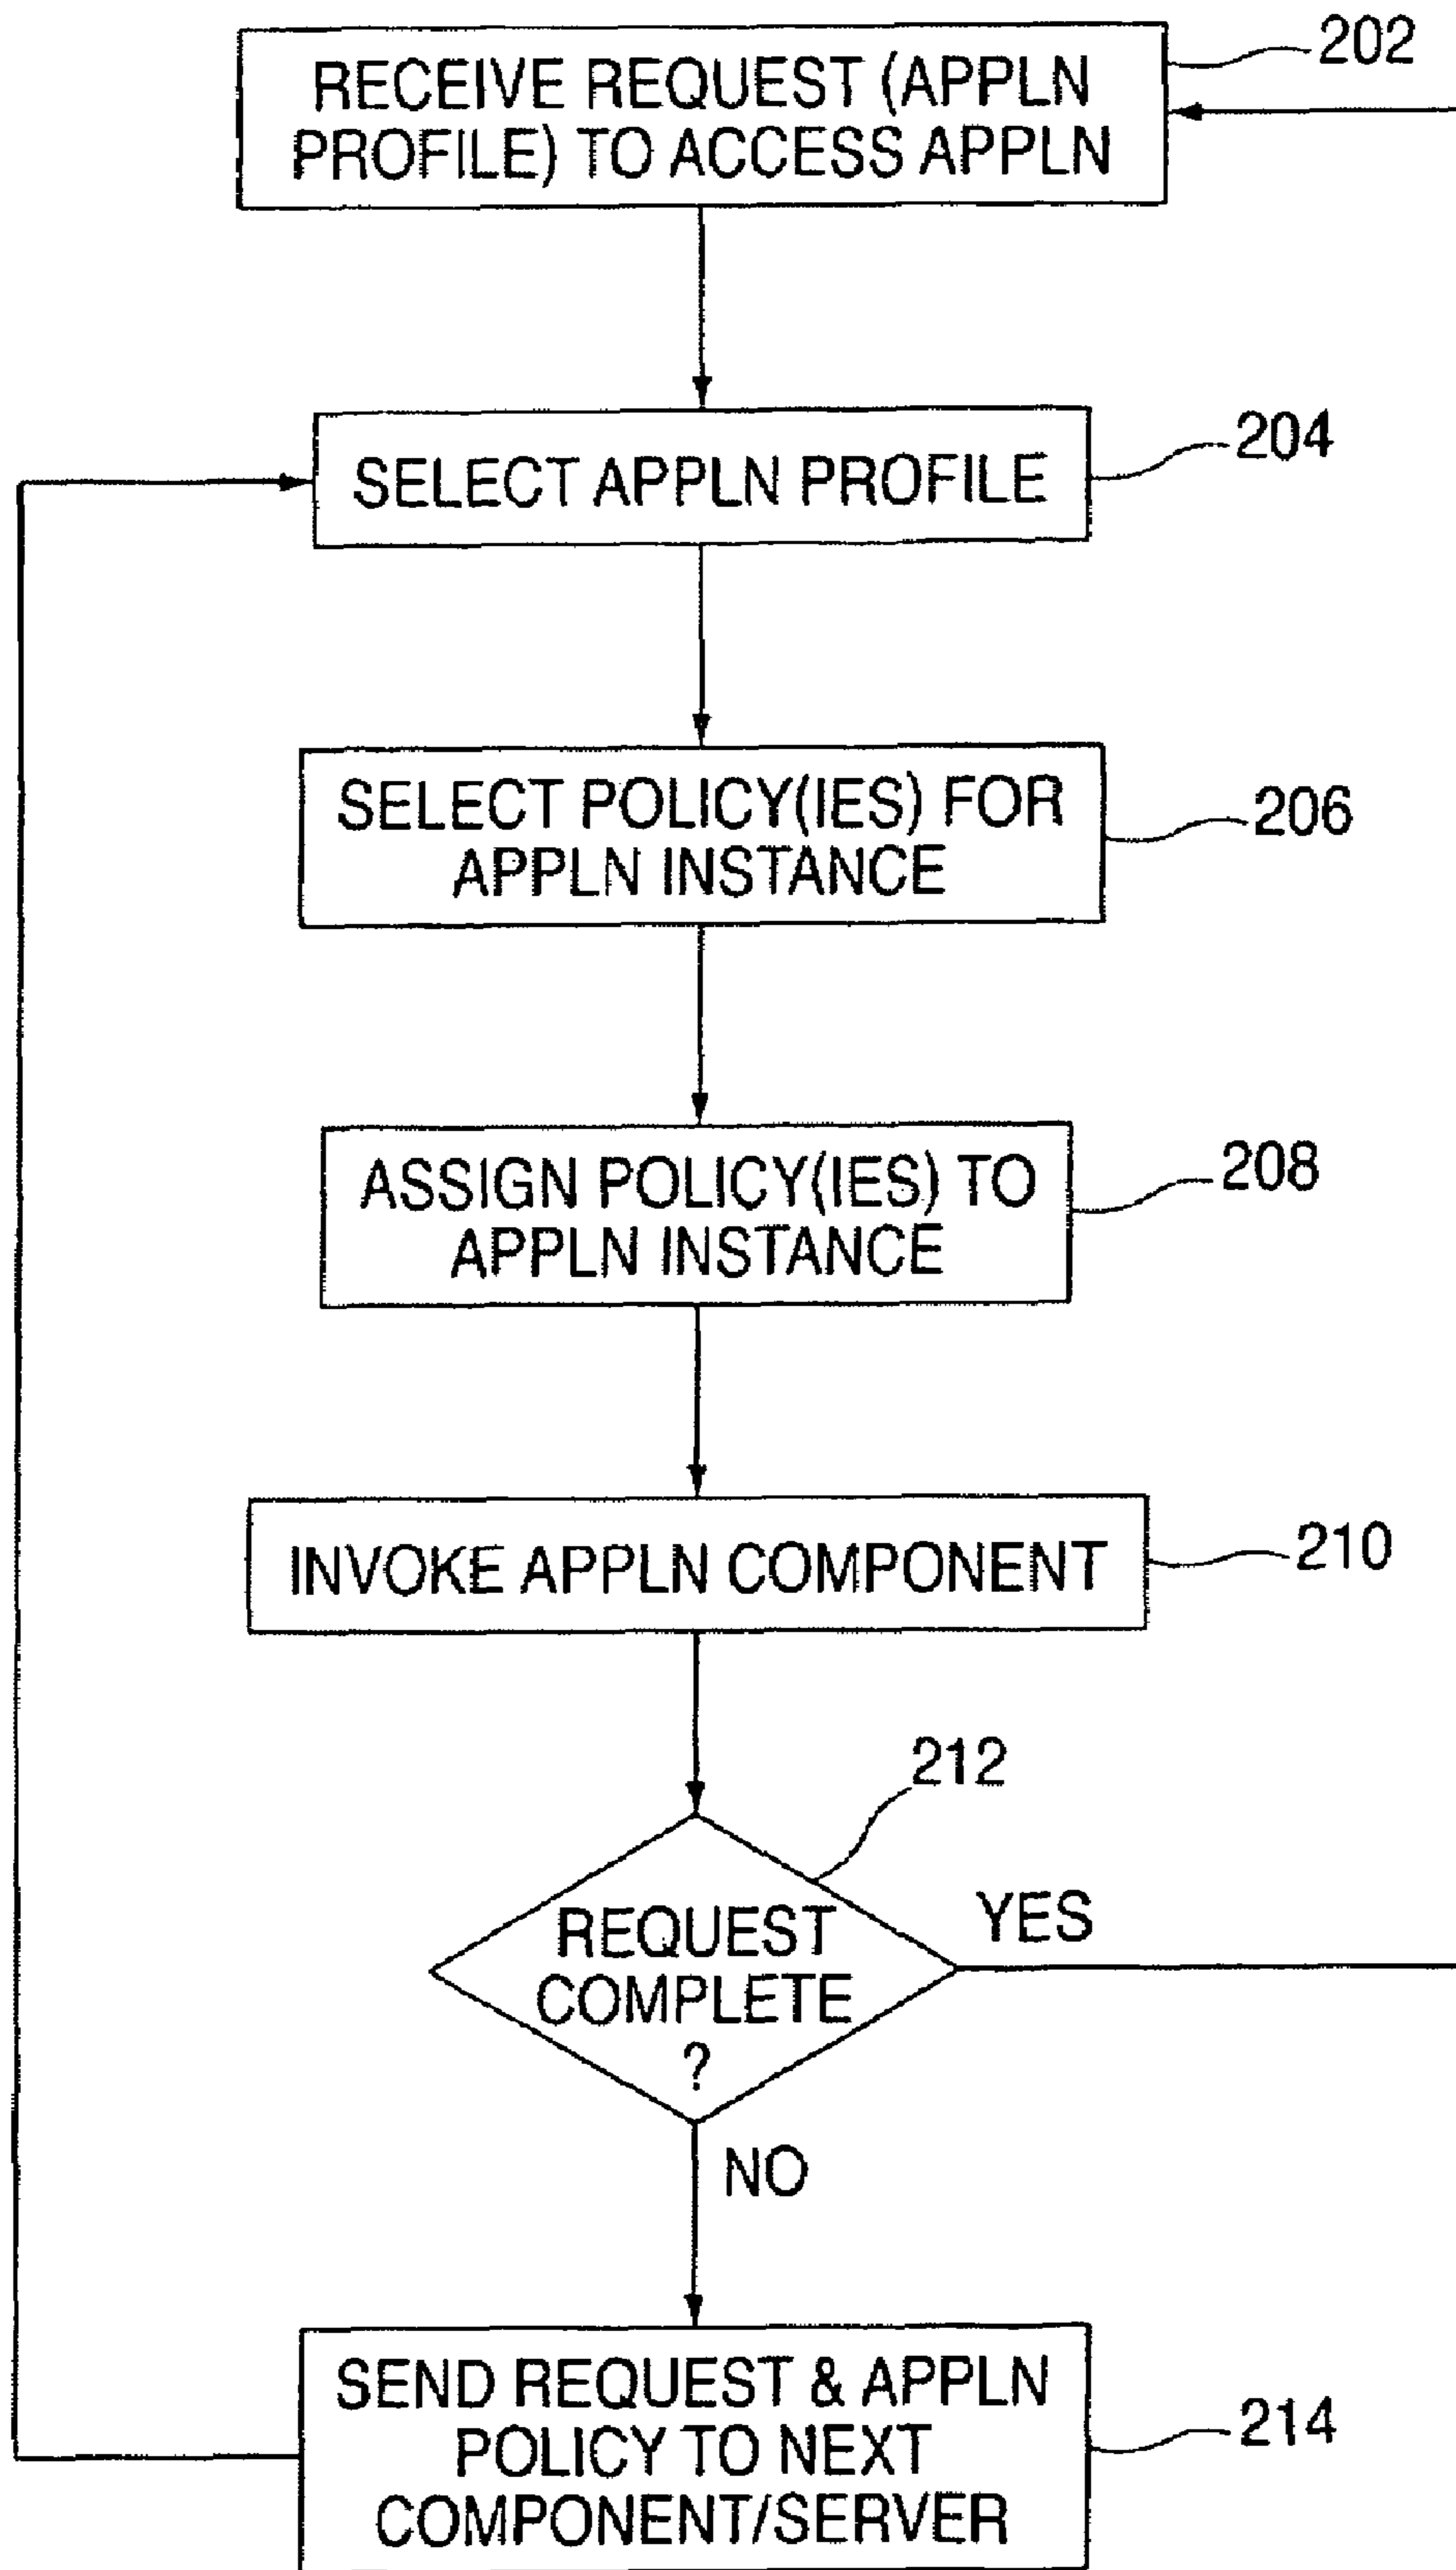 202
RECEIVE REQUEST (APPLN
PROFILE) TO ACCESS APPLN
204
SELECT APPLN PROFILE
206
SELECT POLICY(IES) FOR
APPLN INSTANCE
208
ASSIGN POLICY(IES) TO
APPLN INSTANCE
210
INVOKE APPLN COMPONENT
212
REQUEST
COMPLETE
?
YES
NO
214
SEND REQUEST & APPLN
POLICY TO NEXT
COMPONENT/SERVER